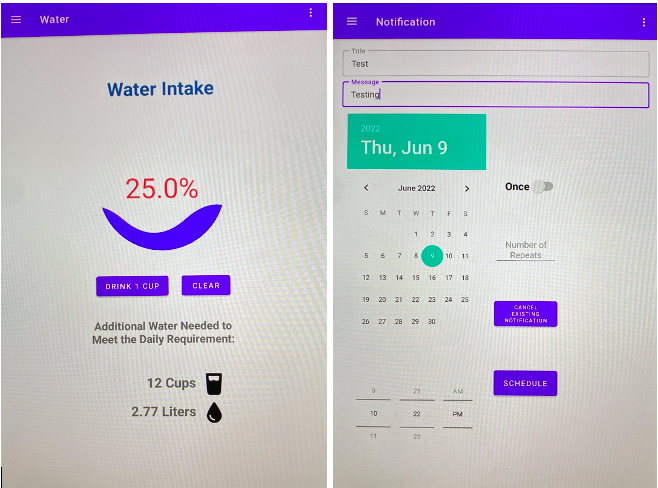 Water
Water Intake
25.0%
DRINK 1 CUP
CLEAR
Additional Water Needed to
Meet the Daily Requirement:
12 Cups
2.77 Liters
Notification
Title
Test
Message
Testing
2022
Thu, Jun 9
June 2022
S M T W T F S
1 2 3 4
5 6 7 8 9 10 11
12 13 14 15 16 17 18
19 20 21 22 23 24 25
26 27 28 29 30
Once
Number of
Repeats
CANCEL
EXISTING
NOTIFICATION
SCHEDULE
9 21 AM
10 22 PM
11 23